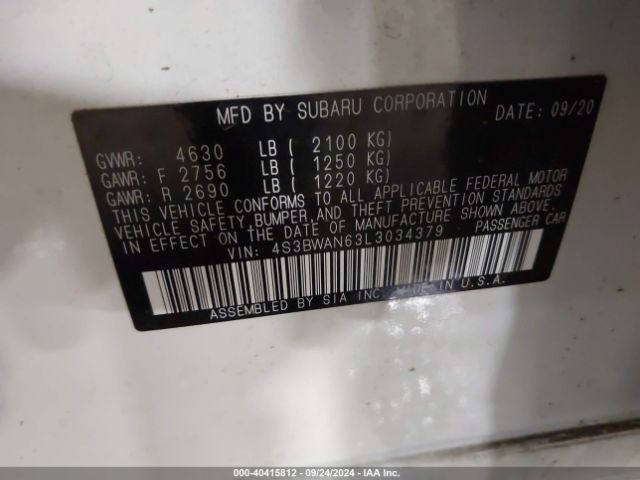 MFD BY SUBARU CORPORATION DATE: 09/20
GVWR: 4630 LB ( 2100 KG)
GAWR: F 2756 LB ( 1250 KG)
GAWR: R 2690 LB ( 1220 KG)
THIS VEHICLE CONFORMS TO ALL APPLICABLE FEDERAL MOTOR
VEHICLE SAFETY, BUMPER, AND THEFT PREVENTION STANDARDS
IN EFFECT ON THE DATE OF MANUFACTURE SHOWN ABOVE.
VIN: 4S3BWAN63L3034379 PASSENGER CAR
ASSEMBLED BY SIA INC. MADE IN U.S.A.
000-40415812 - 09/24/2024 - IAA Inc.